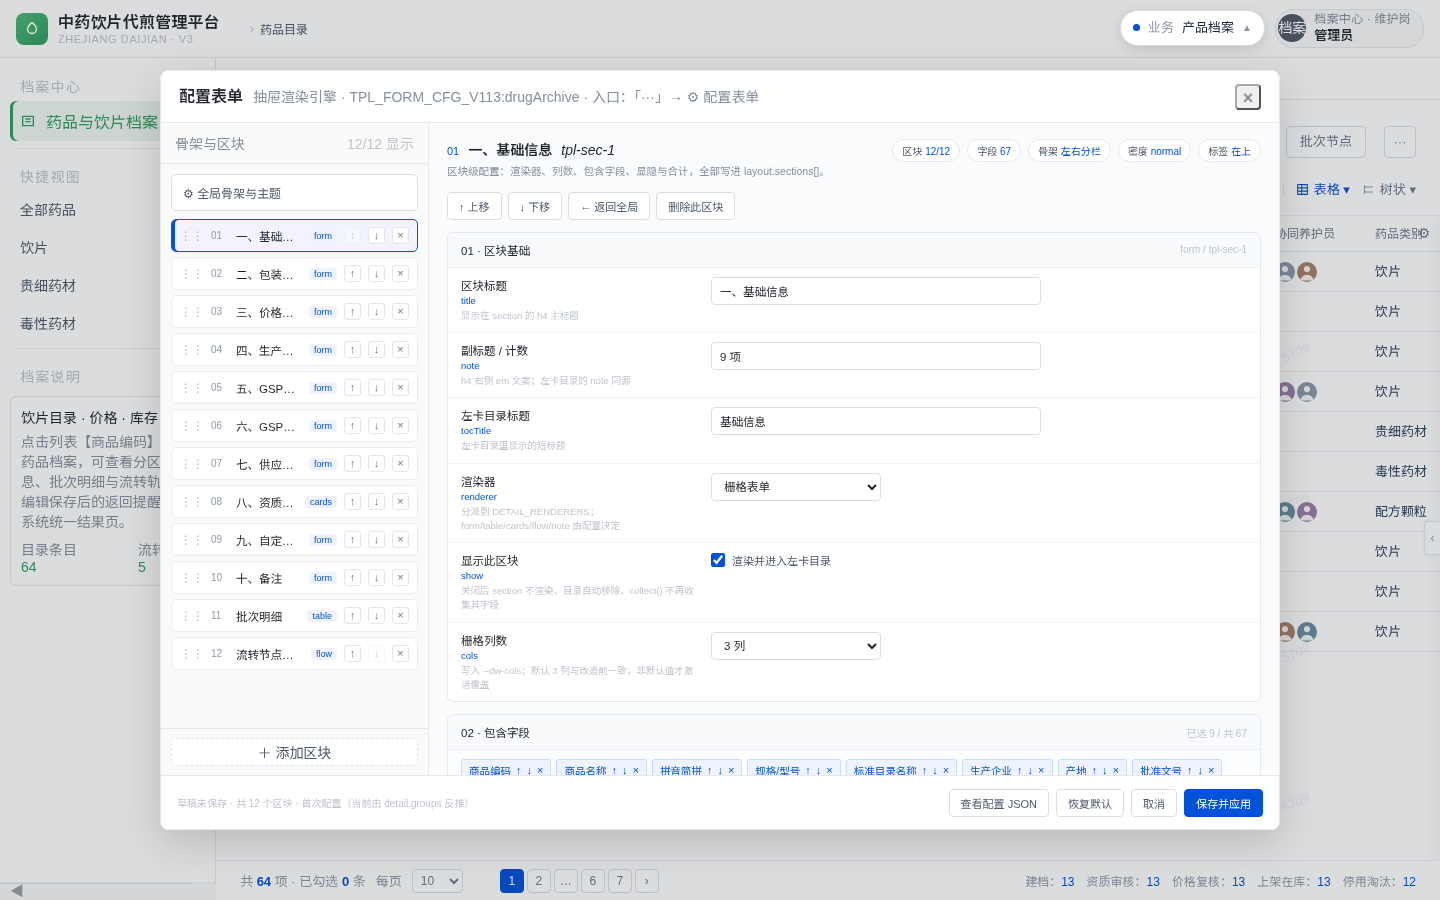 中药饮片代煎管理平台
ZHEJIANG DAIJIAN · V3
› 药品目录
业务 产品档案 ▲
档案
档案中心 · 维护岗
管理员
档案中心
药品与饮片档案
快捷视图
全部药品
饮片
贵细药材
毒性药材
档案说明
饮片目录 · 价格 · 库存
点击列表【商品编码】
药品档案，可查看分区
息、批次明细与流转轨
编辑保存后的返回提醒
系统统一结果页。
目录条目
64
流转
5
配置表单 抽屉渲染引擎 · TPL_FORM_CFG_V113:drugArchive · 入口：「…」→ ⚙ 配置表单
×
骨架与区块 12/12 显示
⚙ 全局骨架与主题
⋮⋮ 01 一、基础… form ↑ ↓ ×
⋮⋮ 02 二、包装… form ↑ ↓ ×
⋮⋮ 03 三、价格… form ↑ ↓ ×
⋮⋮ 04 四、生产… form ↑ ↓ ×
⋮⋮ 05 五、GSP… form ↑ ↓ ×
⋮⋮ 06 六、GSP… form ↑ ↓ ×
⋮⋮ 07 七、供应… form ↑ ↓ ×
⋮⋮ 08 八、资质… cards ↑ ↓ ×
⋮⋮ 09 九、自定… form ↑ ↓ ×
⋮⋮ 10 十、备注 form ↑ ↓ ×
⋮⋮ 11 批次明细 table ↑ ↓ ×
⋮⋮ 12 流转节点… flow ↑ ↓ ×
＋ 添加区块
01 一、基础信息 tpl-sec-1
区块 12/12 字段 67 骨架 左右分栏 密度 normal 标签 在上
区块级配置：渲染器、列数、包含字段、显隐与合计，全部写进 layout.sections[]。
↑ 上移 ↓ 下移 ← 返回全局 删除此区块
01 · 区块基础 form / tpl-sec-1
区块标题
title
显示在 section 的 h4 主标题
一、基础信息
副标题 / 计数
note
h4 右侧 em 文案；左卡目录的 note 同源
9 项
左卡目录标题
tocTitle
左卡目录里显示的短标题
基础信息
渲染器
renderer
分派到 DETAIL_RENDERERS；
form/table/cards/flow/note 由配置决定
栅格表单
显示此区块
show
关闭后 section 不渲染、目录自动移除，collect() 不再收
集其字段
渲染并进入左卡目录
栅格列数
cols
写入 --dw-cols；默认 3 列与改造前一致，非默认值才激
活覆盖
3 列
02 · 包含字段 已选 9 / 共 67
商品编码 ↑ ↓ × 商品名称 ↑ ↓ × 拼音简拼 ↑ ↓ × 规格/型号 ↑ ↓ × 标准目录名称 ↑ ↓ × 生产企业 ↑ ↓ × 产地 ↑ ↓ × 批准文号 ↑ ↓ ×
草稿未保存 · 共 12 个区块 · 首次配置（当前由 detail.groups 反推）
查看配置 JSON 恢复默认 取消 保存并应用
批次节点 ···
表格 ▾ 树状 ▾
协同养护员 药品类别 ⚙
饮片
饮片
5709 饮片
饮片
贵细药材
毒性药材
配方颗粒
饮片
饮片
饮片
5709
‹
5709
共 64 项 · 已勾选 0 条 每页 10
1 2 … 6 7 ›
建档：13 资质审核：13 价格复核：13 上架在库：13 停用淘汰：12